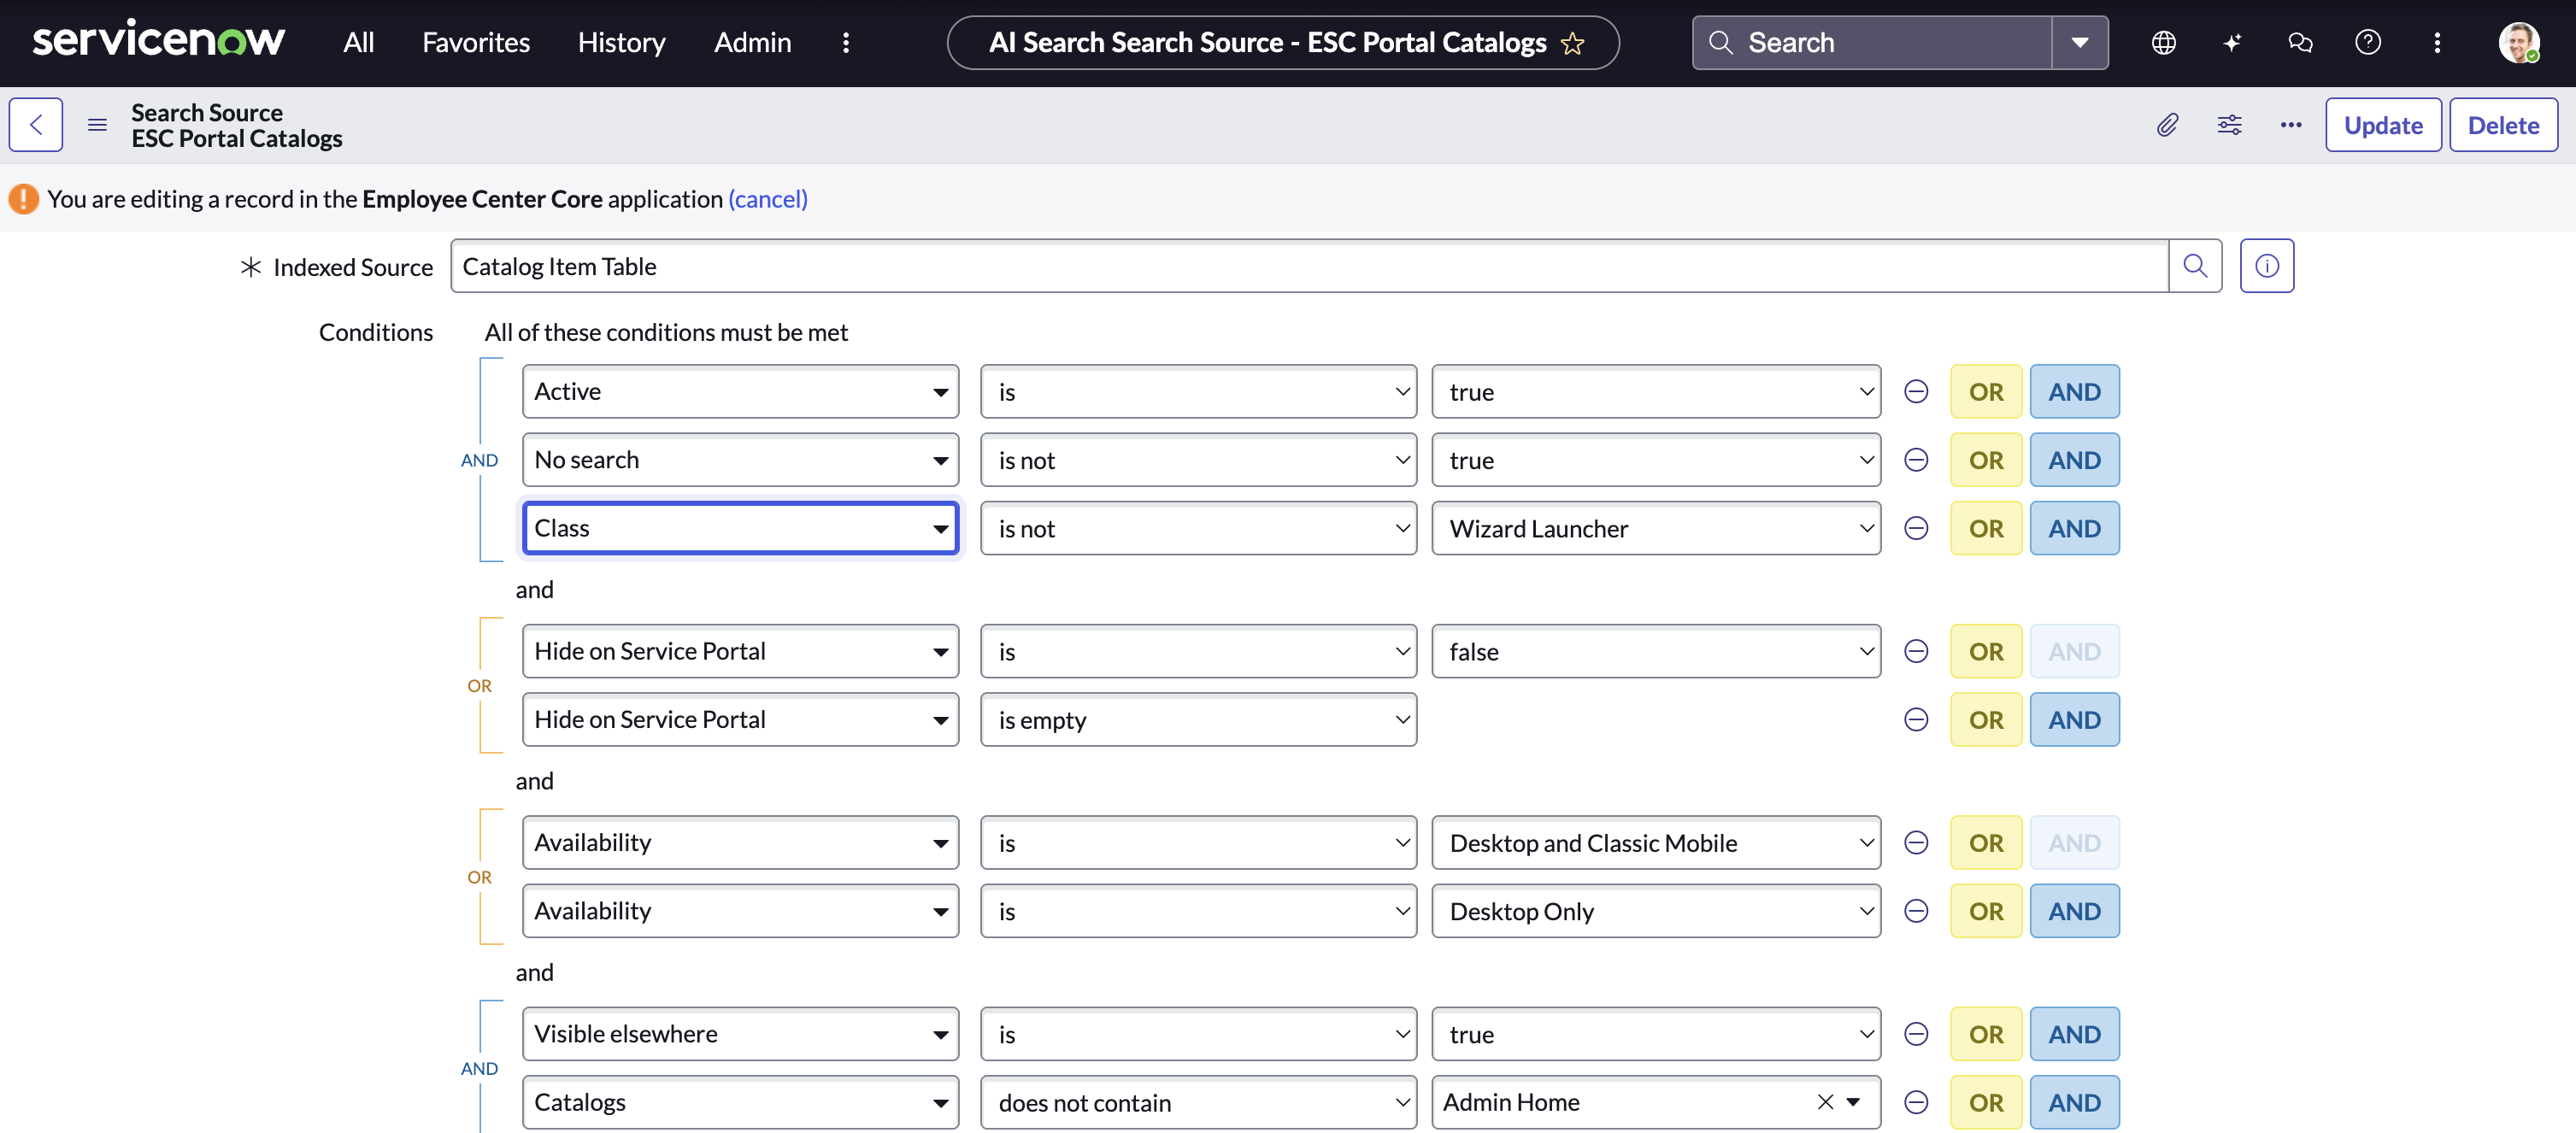 servicenow All Favorites History Admin AI Search Search Source - ESC Portal Catalogs Search
Search Source
ESC Portal Catalogs
Update Delete
You are editing a record in the Employee Center Core application (cancel)
Indexed Source Catalog Item Table
Conditions All of these conditions must be met
Active is true OR AND
AND No search is not true OR AND
Class is not Wizard Launcher OR AND
and
Hide on Service Portal is false OR AND
OR
Hide on Service Portal is empty OR AND
and
Availability is Desktop and Classic Mobile OR AND
OR
Availability is Desktop Only OR AND
and
Visible elsewhere is true OR AND
AND
Catalogs does not contain Admin Home OR AND